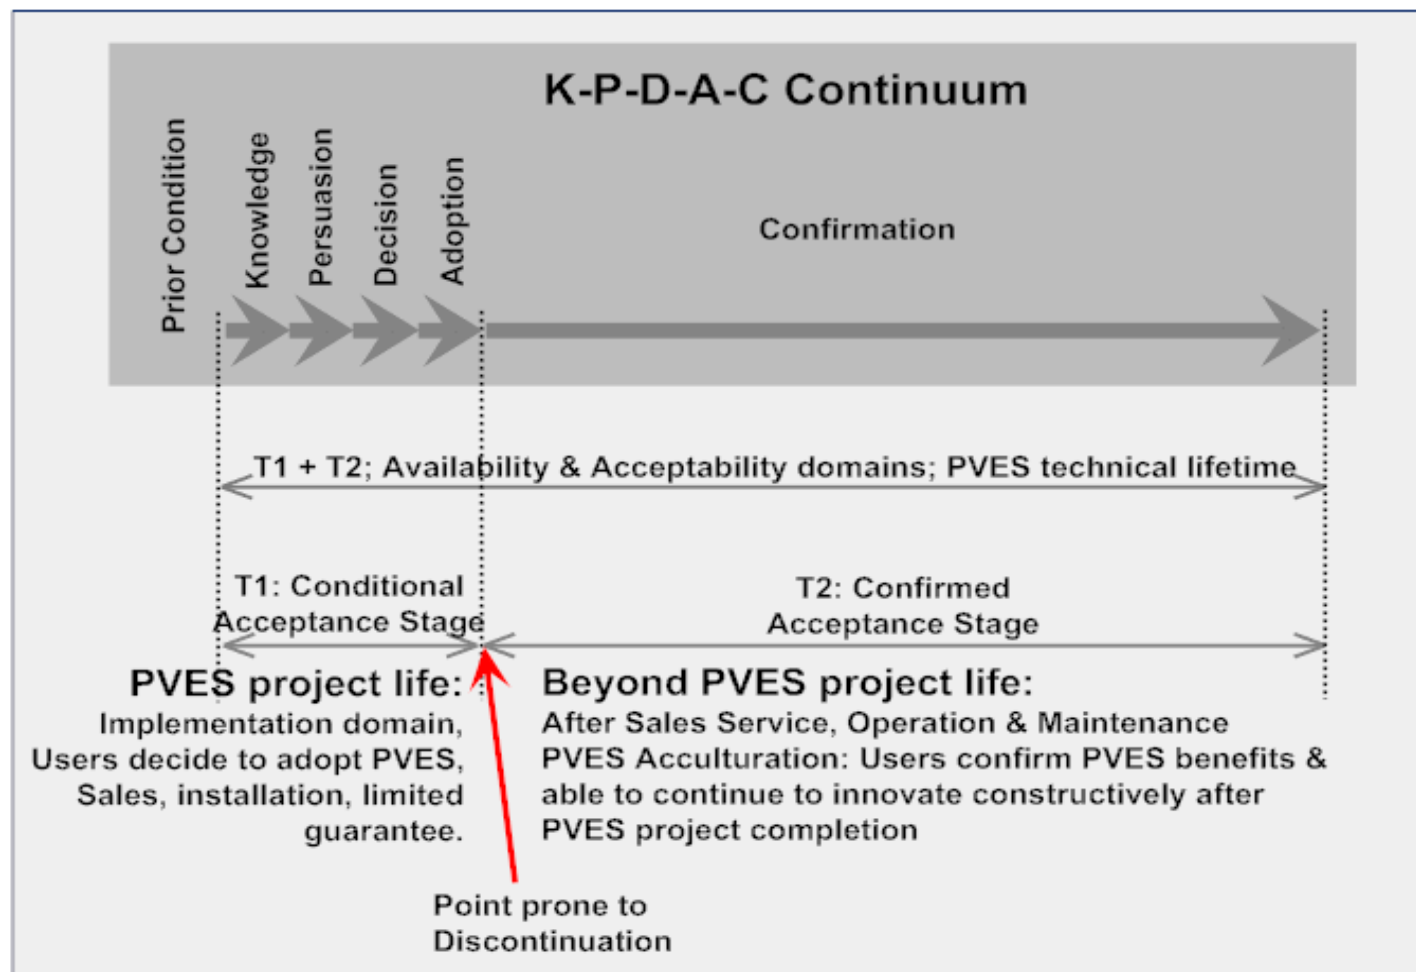 K-P-D-A-C Continuum
Prior Condition
Knowledge
Persuasion
Decision
Adoption
Confirmation
T1 + T2; Availability & Acceptability domains; PVES technical lifetime
T1: Conditional
Acceptance Stage
T2: Confirmed
Acceptance Stage
PVES project life:
Implementation domain,
Users decide to adopt PVES,
Sales, installation, limited
guarantee.
Beyond PVES project life:
After Sales Service, Operation & Maintenance
PVES Acculturation: Users confirm PVES benefits &
able to continue to innovate constructively after
PVES project completion
Point prone to
Discontinuation